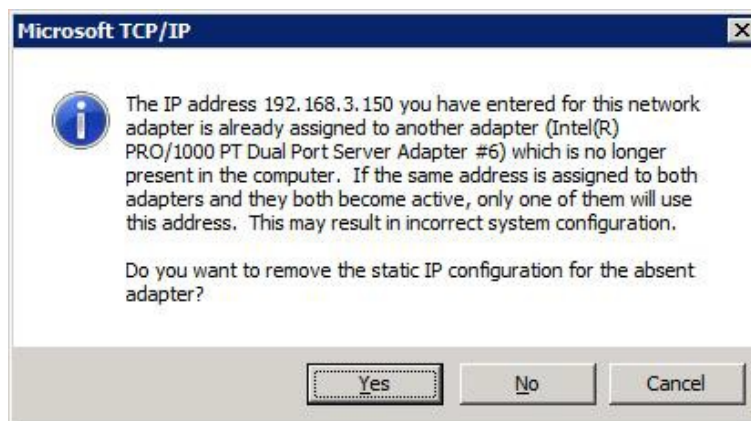 Microsoft TCP/IP
The IP address 192.168.3.150 you have entered for this network
adapter is already assigned to another adapter (Intel(R)
PRO/1000 PT Dual Port Server Adapter #6) which is no longer
present in the computer. If the same address is assigned to both
adapters and they both become active, only one of them will use
this address. This may result in incorrect system configuration.
Do you want to remove the static IP configuration for the absent
adapter?
Yes
No
Cancel